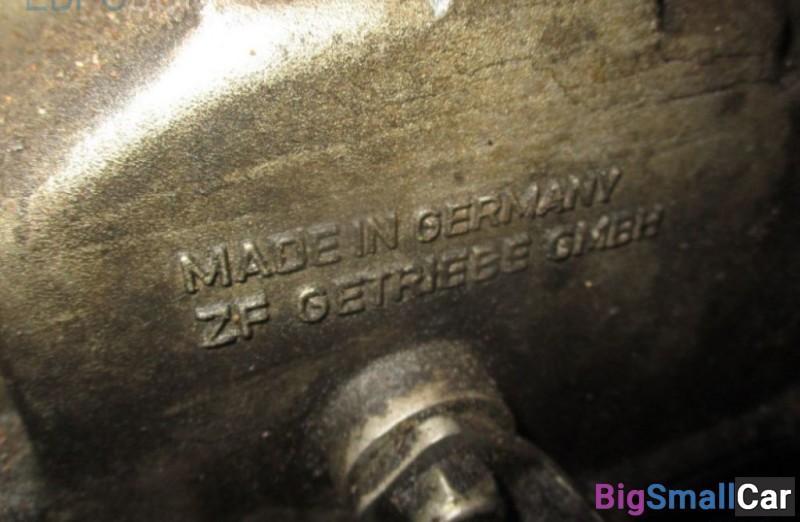 MADE IN GERMANY
ZF GETRIEBE GMBH
BigSmallCar